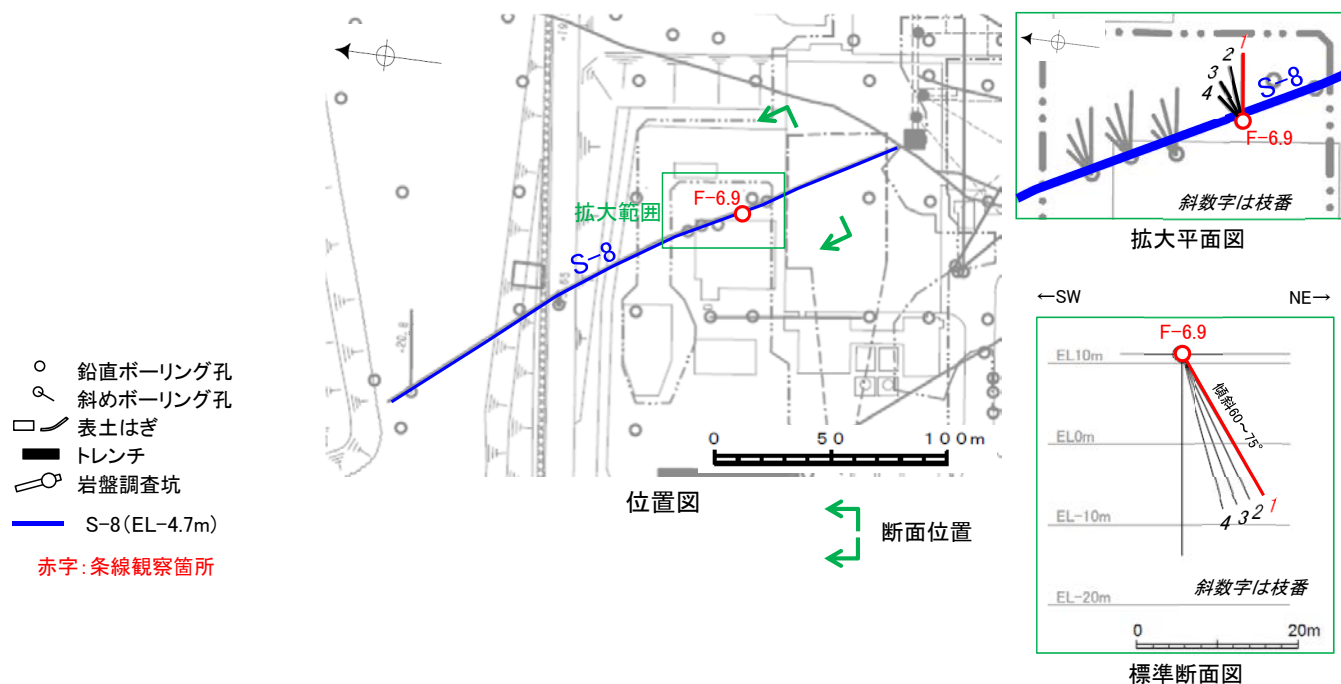 S-8
F-6.9
拡大範囲
0 50 100m
位置図
断面位置
鉛直ボーリング孔
斜めボーリング孔
表土はぎ
トレンチ
岩盤調査坑
S-8(EL-4.7m)
赤字:条線観察箇所
1
2
3
4
S-8
F-6.9
斜数字は枝番
拡大平面図
←SW NE→
F-6.9
EL10m
傾斜60~75°
EL0m
4 3 2 1
EL-10m
斜数字は枝番
EL-20m
0 20m
標準断面図